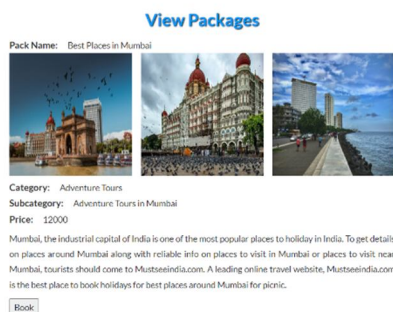 View Packages
Pack Name: Best Places in Mumbai
Category: Adventure Tours
Subcategory: Adventure Tours in Mumbai
Price: 12000
Mumbai, the industrial capital of India is one of the most popular places to holiday in India. To get details
on places around Mumbai along with reliable info on places to visit in Mumbai or places to visit near
Mumbai, tourists should come to Mustseeindia.com. A leading online travel website, Mustseeindia.com
is the best place to book holidays for best places around Mumbai for picnic.
Book